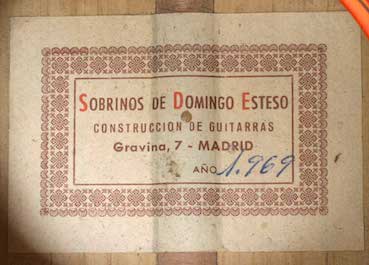 SOBRINOS DE DOMINGO ESTESO
CONSTRUCCION DE GUITARRAS
Gravina, 7 - MADRID
AÑO 1.969